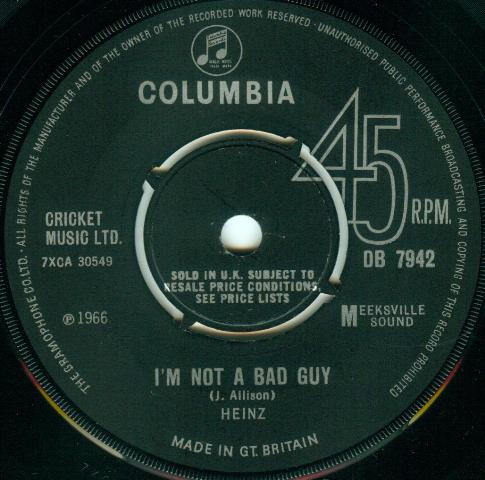 THE GRAMOPHONE CO. LTD. · ALL RIGHTS OF THE MANUFACTURER AND OF THE OWNER OF THE RECORDED WORK RESERVED · UNAUTHORISED PUBLIC PERFORMANCE BROADCASTING AND COPYING OF THIS RECORD PROHIBITED
COLUMBIA
45
R.P.M.
CRICKET
MUSIC LTD.
7XCA 30549
DB 7942
SOLD IN U.K. SUBJECT TO
RESALE PRICE CONDITIONS,
SEE PRICE LISTS
℗ 1966
MEEKSVILLE
SOUND
I'M NOT A BAD GUY
(J. Allison)
HEINZ
MADE IN GT. BRITAIN